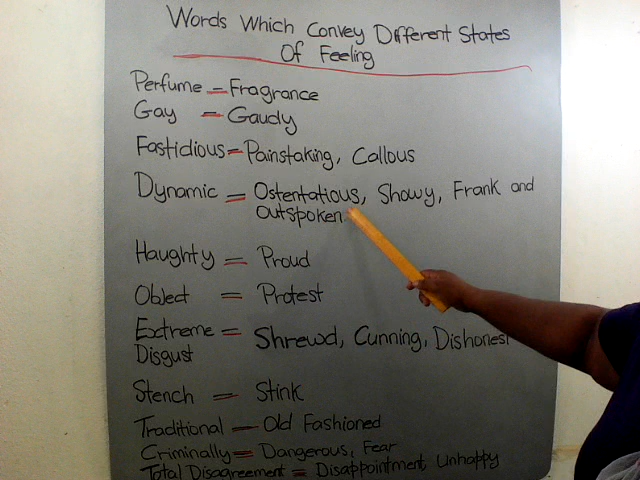 Words Which Convey Different States
Of Feeling
Perfume = Fragrance
Gay = Gaudy
Fastidious = Painstaking, Callous
Dynamic = Ostentatious, Showy, Frank and
outspoken
Haughty = Proud
Object = Protest
Extreme = Shrewd, Cunning, Dishonest
Disgust
Stench = Stink
Traditional = Old Fashioned
Criminally = Dangerous, Fear
Total Disagreement = Disappointment, Unhappy